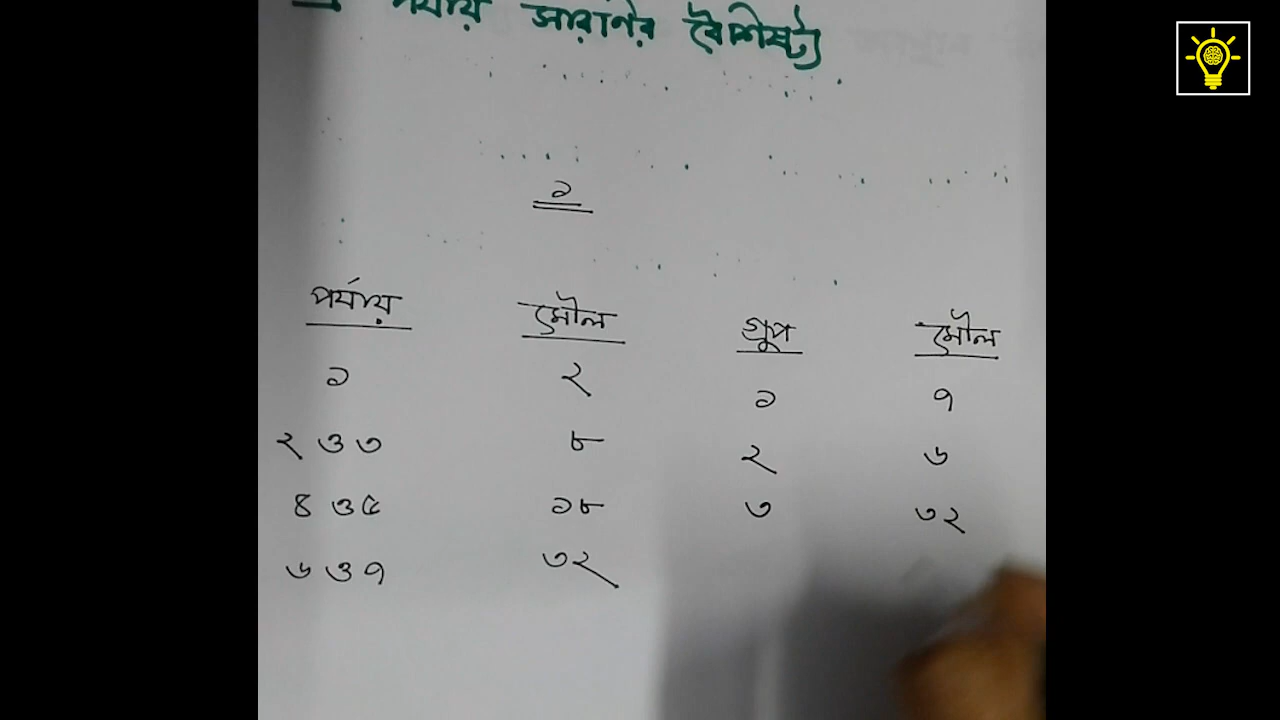 পর্যায় সারণির বৈশিষ্ট্য
১
পর্যায় মৌল গ্রুপ মৌল
১ ২ ১ ৭
২ ও ৩ ৮ ২ ৬
৪ ও ৫ ১৮ ৩ ৩২
৬ ও ৭ ৩২